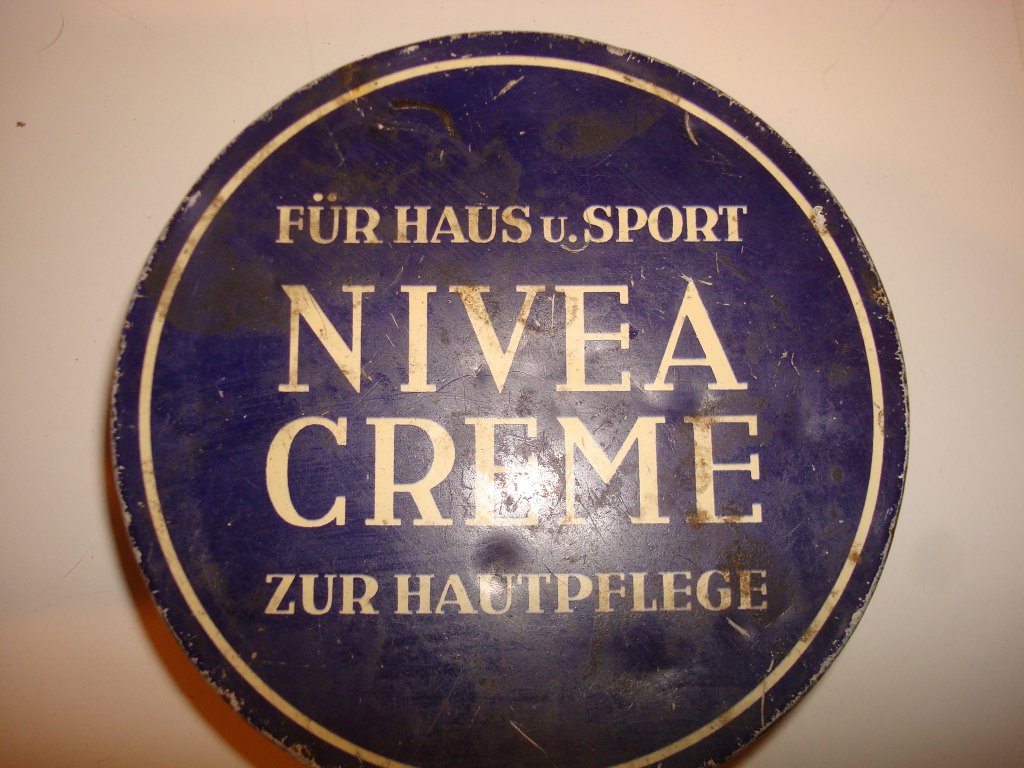 FÜR HAUS U. SPORT
NIVEA
CREME
ZUR HAUTPFLEGE